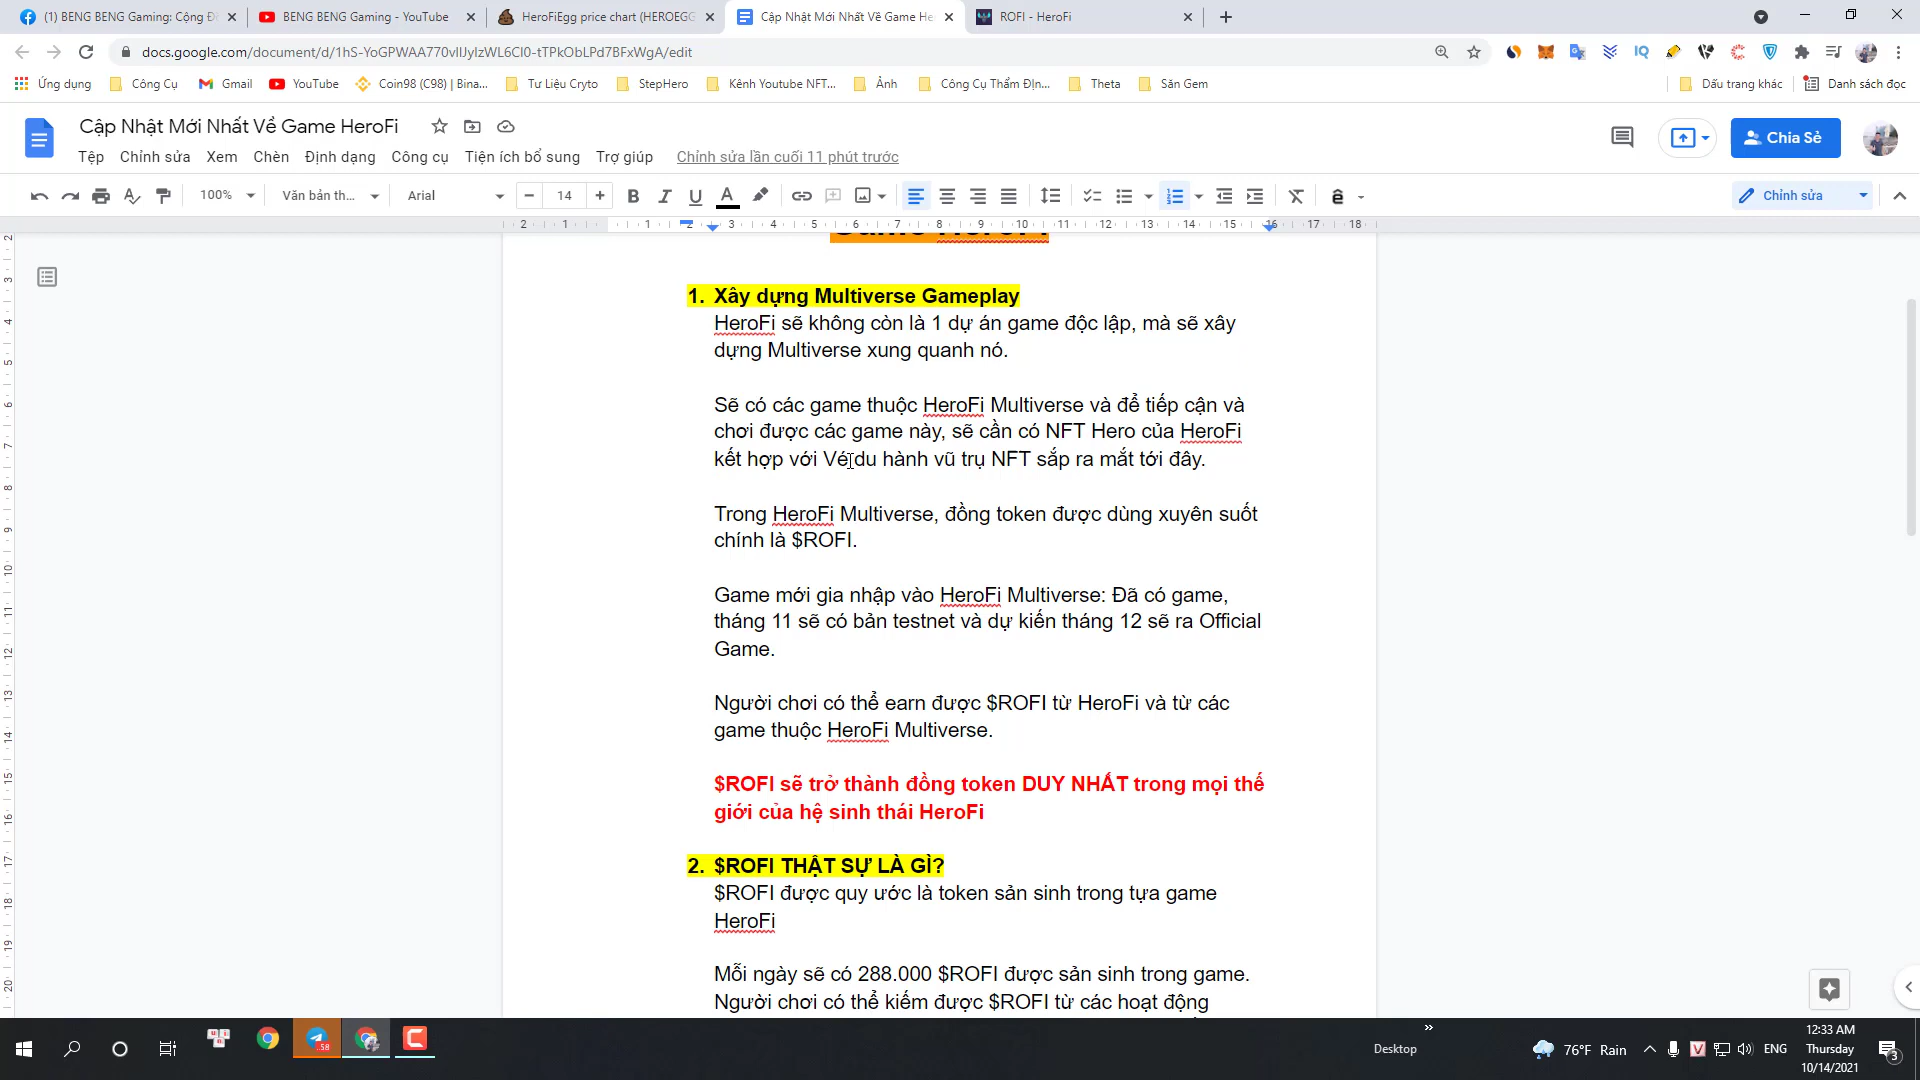 (1) BENG BENG Gaming: Cộng Đ
BENG BENG Gaming - YouTube
HeroFiEgg price chart (HEROEGG
Cập Nhật Mới Nhất Về Game He
ROFI - HeroFi
docs.google.com/document/d/1hS-YoGPWAA770vIIJyIzWL6Cl0-tTPkObLPd7BFxWgA/edit
Ứng dụng
Công Cụ
Gmail
YouTube
Coin98 (C98) | Bina...
Tư Liệu Cryto
StepHero
Kênh Youtube NFT...
Ảnh
Công Cụ Thẩm Địn...
Theta
Săn Gem
Dấu trang khác
Danh sách đọc
Cập Nhật Mới Nhất Về Game HeroFi
Tệp Chỉnh sửa Xem Chèn Định dạng Công cụ Tiện ích bổ sung Trợ giúp Chỉnh sửa lần cuối 11 phút trước
Chia Sẻ
100% Văn bản th... Arial 14
Chỉnh sửa
Game HeroFi
1. Xây dựng Multiverse Gameplay
HeroFi sẽ không còn là 1 dự án game độc lập, mà sẽ xây
dựng Multiverse xung quanh nó.
Sẽ có các game thuộc HeroFi Multiverse và để tiếp cận và
chơi được các game này, sẽ cần có NFT Hero của HeroFi
kết hợp với Vé du hành vũ trụ NFT sắp ra mắt tới đây.
Trong HeroFi Multiverse, đồng token được dùng xuyên suốt
chính là $ROFI.
Game mới gia nhập vào HeroFi Multiverse: Đã có game,
tháng 11 sẽ có bản testnet và dự kiến tháng 12 sẽ ra Official
Game.
Người chơi có thể earn được $ROFI từ HeroFi và từ các
game thuộc HeroFi Multiverse.
$ROFI sẽ trở thành đồng token DUY NHẤT trong mọi thế
giới của hệ sinh thái HeroFi
2. $ROFI THẬT SỰ LÀ GÌ?
$ROFI được quy ước là token sản sinh trong tựa game
HeroFi
Mỗi ngày sẽ có 288.000 $ROFI được sản sinh trong game.
Người chơi có thể kiếm được $ROFI từ các hoạt động
Desktop
76°F Rain
ENG
12:33 AM
Thursday
10/14/2021
3